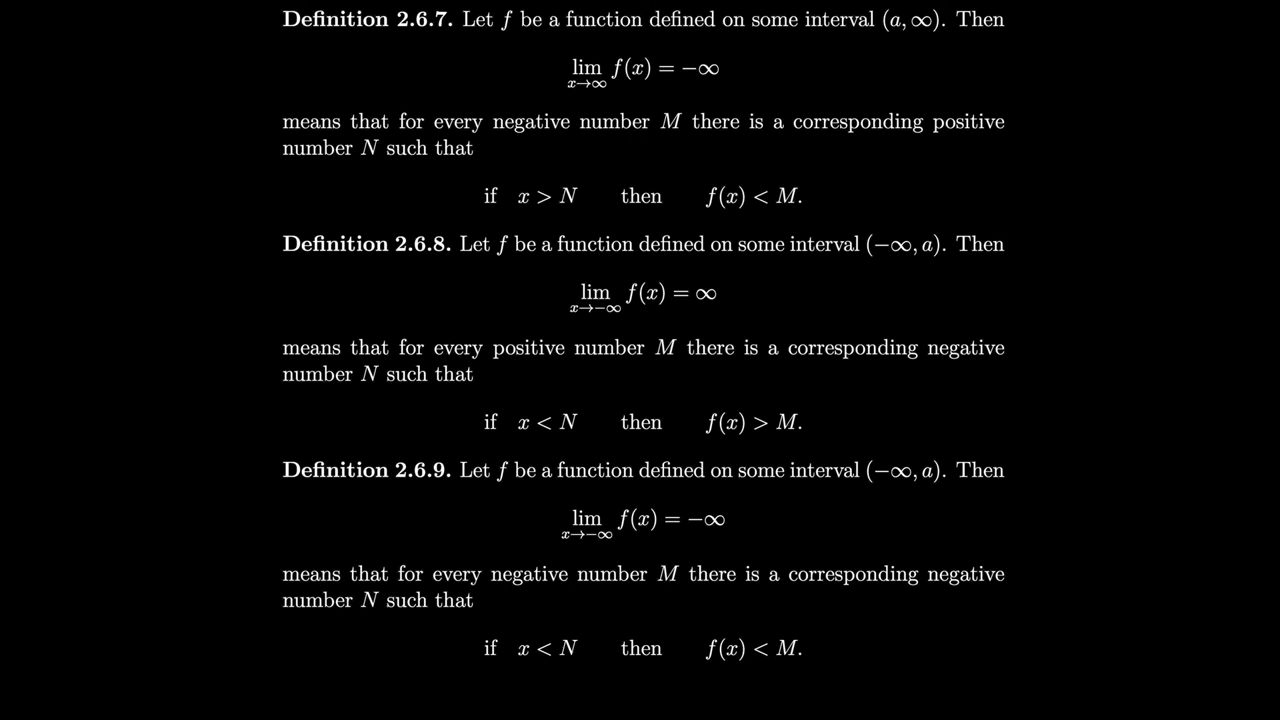 Definition 2.6.7. Let f be a function defined on some interval (a, ∞). Then
lim f(x) = −∞
x→∞
means that for every negative number M there is a corresponding positive
number N such that
if x > N then f(x) < M.
Definition 2.6.8. Let f be a function defined on some interval (−∞, a). Then
lim f(x) = ∞
x→−∞
means that for every positive number M there is a corresponding negative
number N such that
if x < N then f(x) > M.
Definition 2.6.9. Let f be a function defined on some interval (−∞, a). Then
lim f(x) = −∞
x→−∞
means that for every negative number M there is a corresponding negative
number N such that
if x < N then f(x) < M.